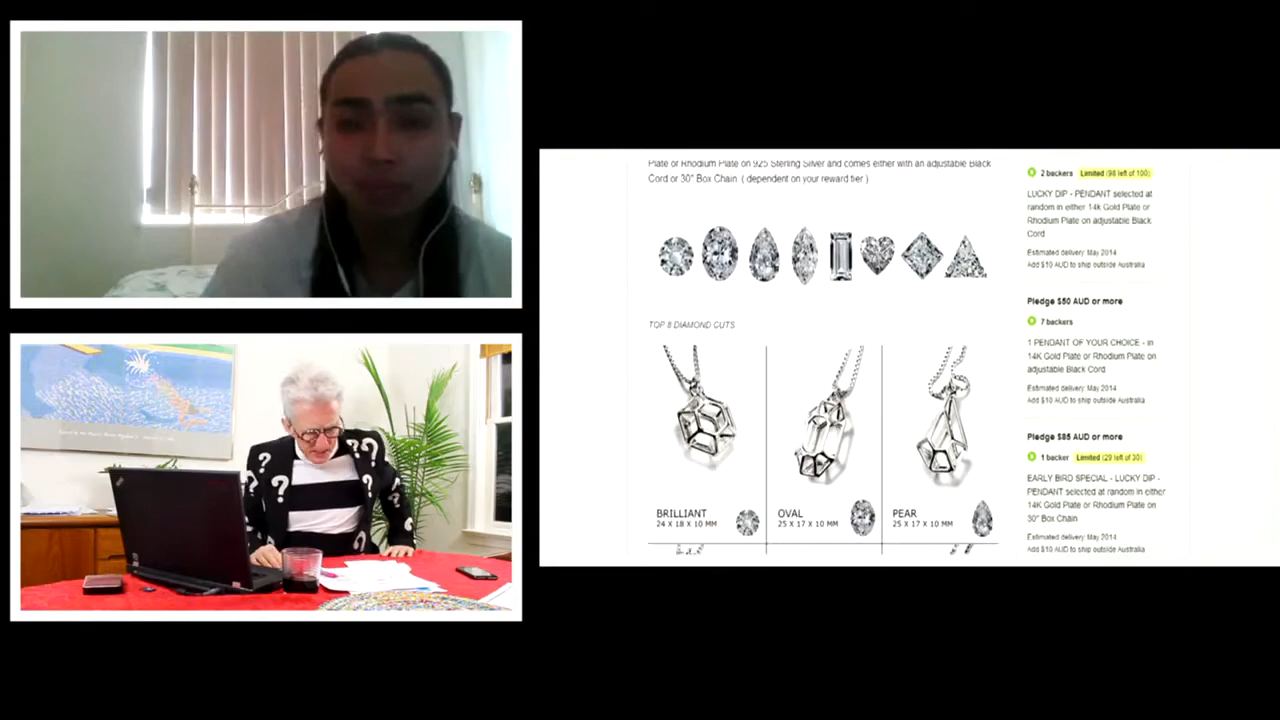 Plate or Rhodium Plate on 925 Sterling Silver and comes either with an adjustable Black
Cord or 30" Box Chain ( dependent on your reward tier )
TOP 8 DIAMOND CUTS
BRILLIANT
24 X 18 X 10 MM
OVAL
25 X 17 X 10 MM
PEAR
25 X 17 X 10 MM
2 backers Limited (98 left of 100)
LUCKY DIP - PENDANT selected at
random in either 14k Gold Plate or
Rhodium Plate on adjustable Black
Cord
Estimated delivery: May 2014
Add $10 AUD to ship outside Australia
Pledge $50 AUD or more
7 backers
1 PENDANT OF YOUR CHOICE - in
14K Gold Plate or Rhodium Plate on
adjustable Black Cord
Estimated delivery: May 2014
Add $10 AUD to ship outside Australia
Pledge $85 AUD or more
1 backer Limited (29 left of 30)
EARLY BIRD SPECIAL - LUCKY DIP -
PENDANT selected at random in either
14K Gold Plate or Rhodium Plate on
30" Box Chain
Estimated delivery: May 2014
Add $10 AUD to ship outside Australia